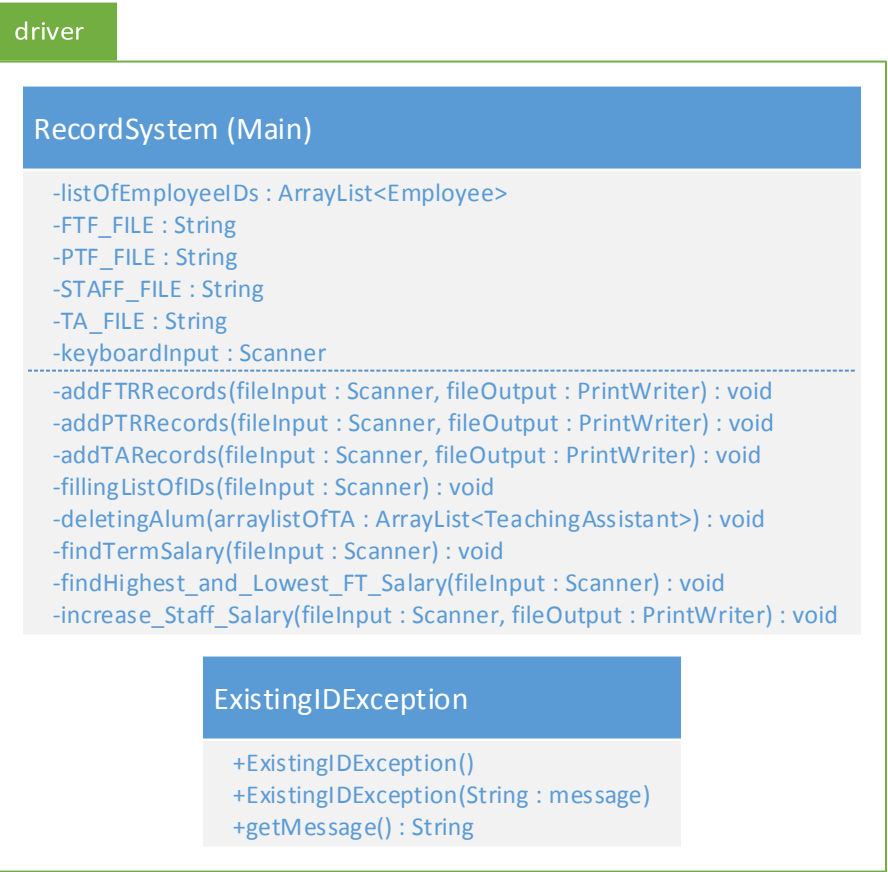 driver
RecordSystem (Main)
-listOfEmployeeIDs : ArrayList<Employee>
-FTF_FILE : String
-PTF_FILE : String
-STAFF_FILE : String
-TA_FILE : String
-keyboardInput : Scanner
-addFTRRecords(fileInput : Scanner, fileOutput : PrintWriter) : void
-addPTRRecords(fileInput : Scanner, fileOutput : PrintWriter) : void
-addTARecords(fileInput : Scanner, fileOutput : PrintWriter) : void
-fillingListOfIDs(fileInput : Scanner) : void
-deletingAlum(arraylistOfTA : ArrayList<TeachingAssistant>) : void
-findTermSalary(fileInput : Scanner) : void
-findHighest_and_Lowest_FT_Salary(fileInput : Scanner) : void
-increase_Staff_Salary(fileInput : Scanner, fileOutput : PrintWriter) : void
ExistingIDException
+ExistingIDException()
+ExistingIDException(String : message)
+getMessage() : String